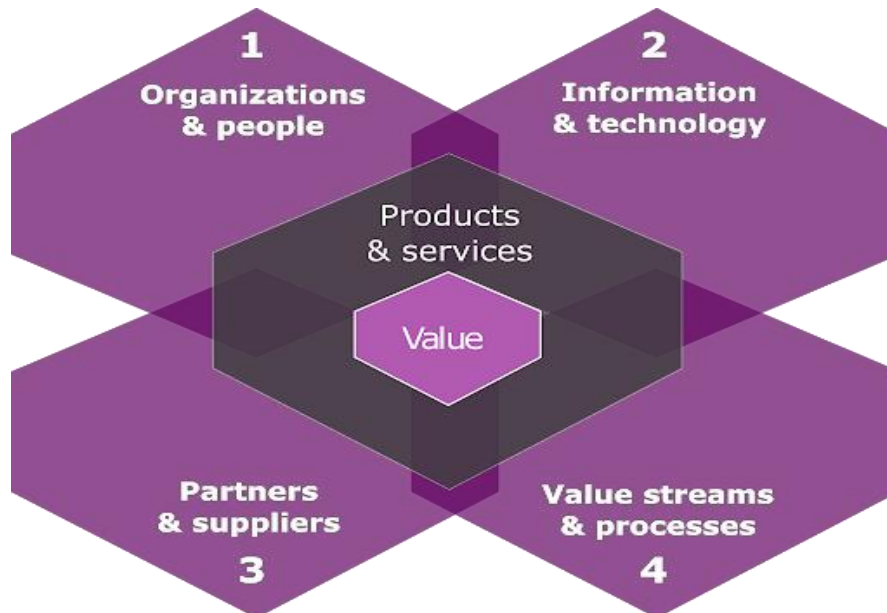 1
Organizations
& people
2
Information
& technology
Products
& services
Value
Partners
& suppliers
3
Value streams
& processes
4